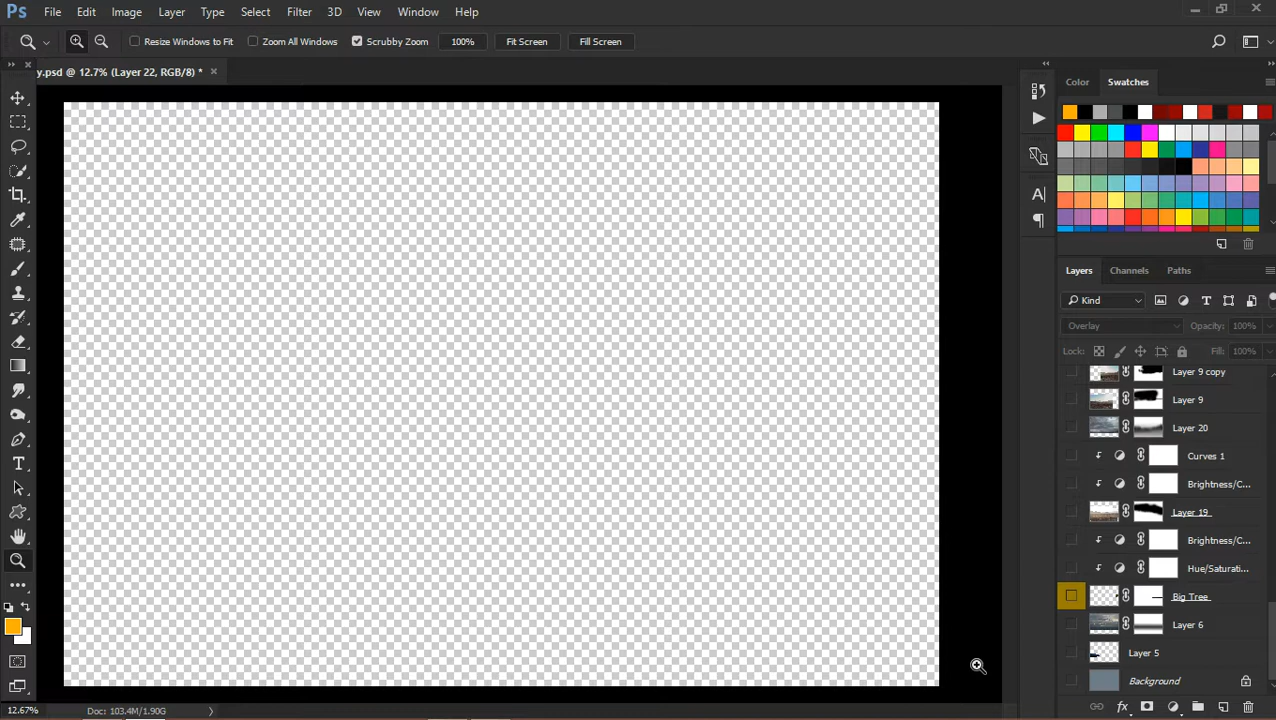 Ps File Edit Image Layer Type Select Filter 3D View Window Help
Resize Windows to Fit Zoom All Windows Scrubby Zoom 100% Fit Screen Fill Screen
y.psd @ 12.7% (Layer 22, RGB/8) *
Color Swatches
Layers Channels Paths
Kind
Overlay Opacity: 100%
Lock: Fill: 100%
Layer 9 copy
Layer 9
Layer 20
Curves 1
Brightness/C...
Layer 19
Brightness/C...
Hue/Saturati...
Big Tree
Layer 6
Layer 5
Background
12.67% Doc: 103.4M/1.90G